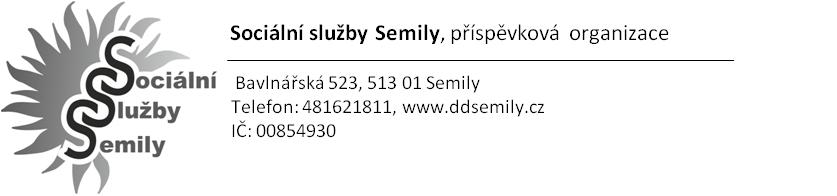 Sociální
Služby
Semily
Sociální služby Semily, příspěvková organizace
Bavlnářská 523, 513 01 Semily
Telefon: 481621811, www.ddsemily.cz
IČ: 00854930